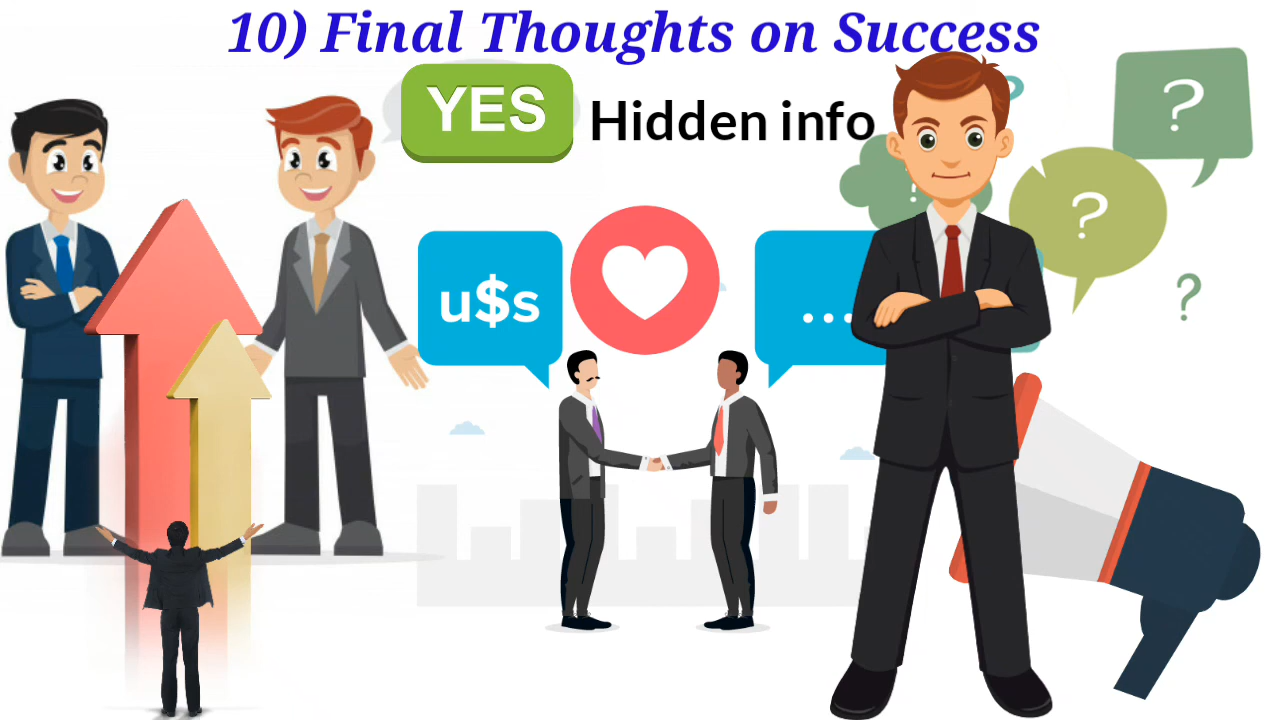 10) Final Thoughts on Success
YES
Hidden info
?
?
u$s
...
?